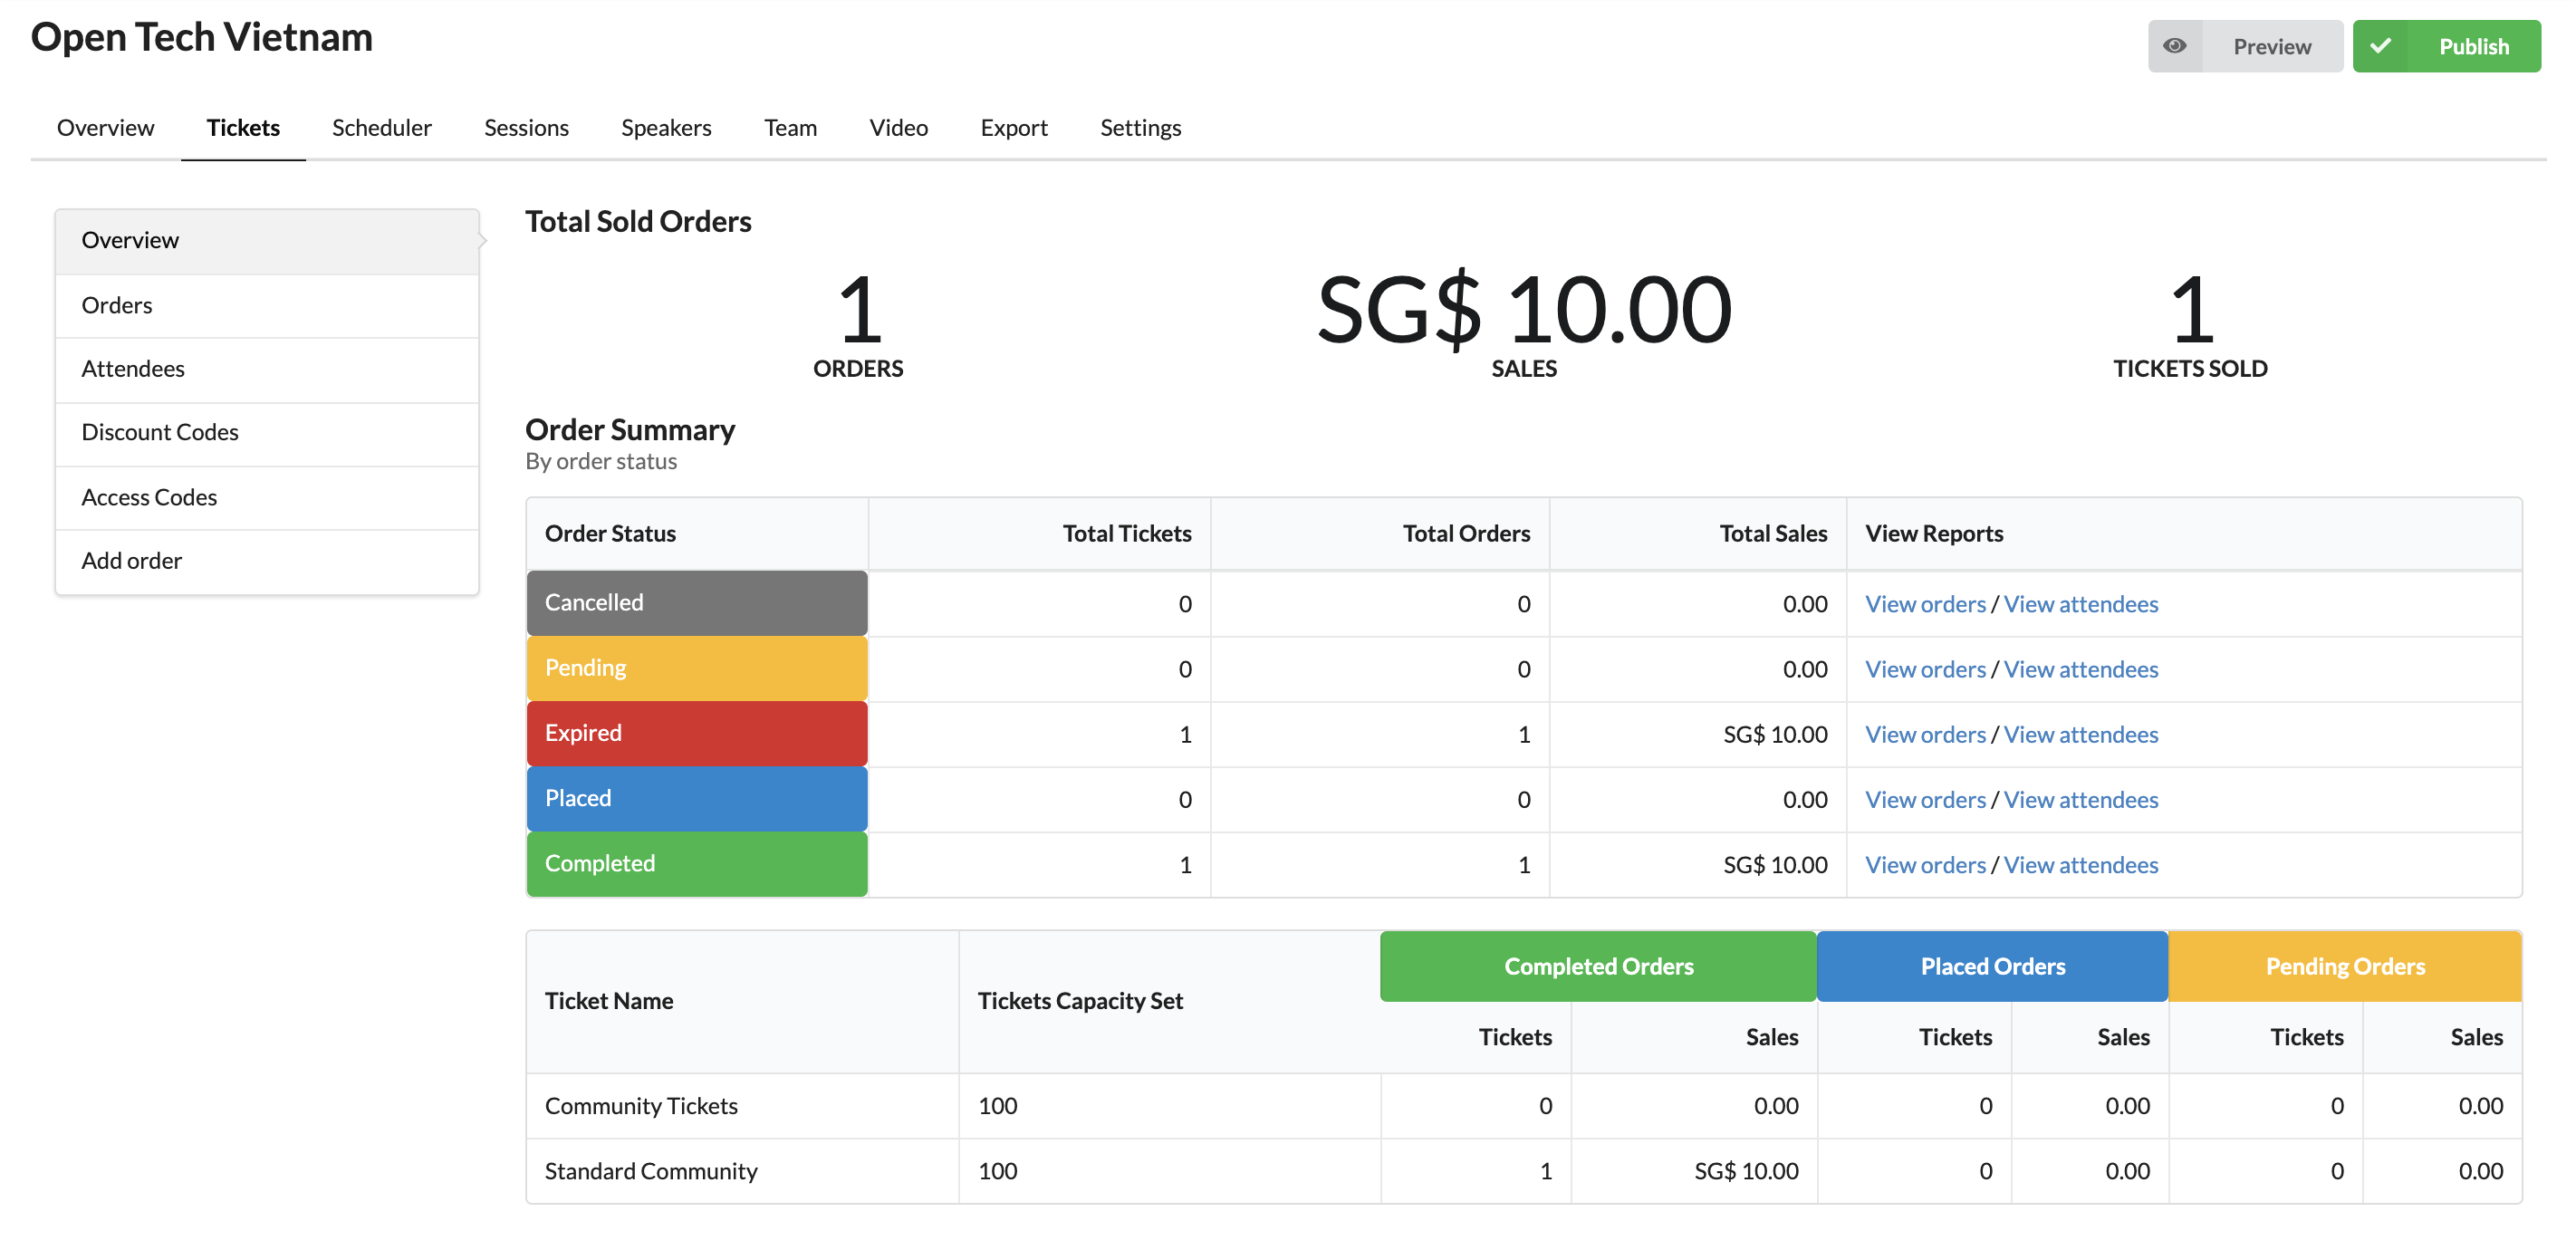 Open Tech Vietnam
Preview
Publish
Overview Tickets Scheduler Sessions Speakers Team Video Export Settings
Overview
Orders
Attendees
Discount Codes
Access Codes
Add order
Total Sold Orders
1 SG$ 10.00 1
ORDERS SALES TICKETS SOLD
Order Summary
By order status
Order Status Total Tickets Total Orders Total Sales View Reports
Cancelled 0 0 0.00 View orders / View attendees
Pending 0 0 0.00 View orders / View attendees
Expired 1 1 SG$ 10.00 View orders / View attendees
Placed 0 0 0.00 View orders / View attendees
Completed 1 1 SG$ 10.00 View orders / View attendees
Ticket Name Tickets Capacity Set Completed Orders Placed Orders Pending Orders
Tickets Sales Tickets Sales Tickets Sales
Community Tickets 100 0 0.00 0 0.00 0 0.00
Standard Community 100 1 SG$ 10.00 0 0.00 0 0.00